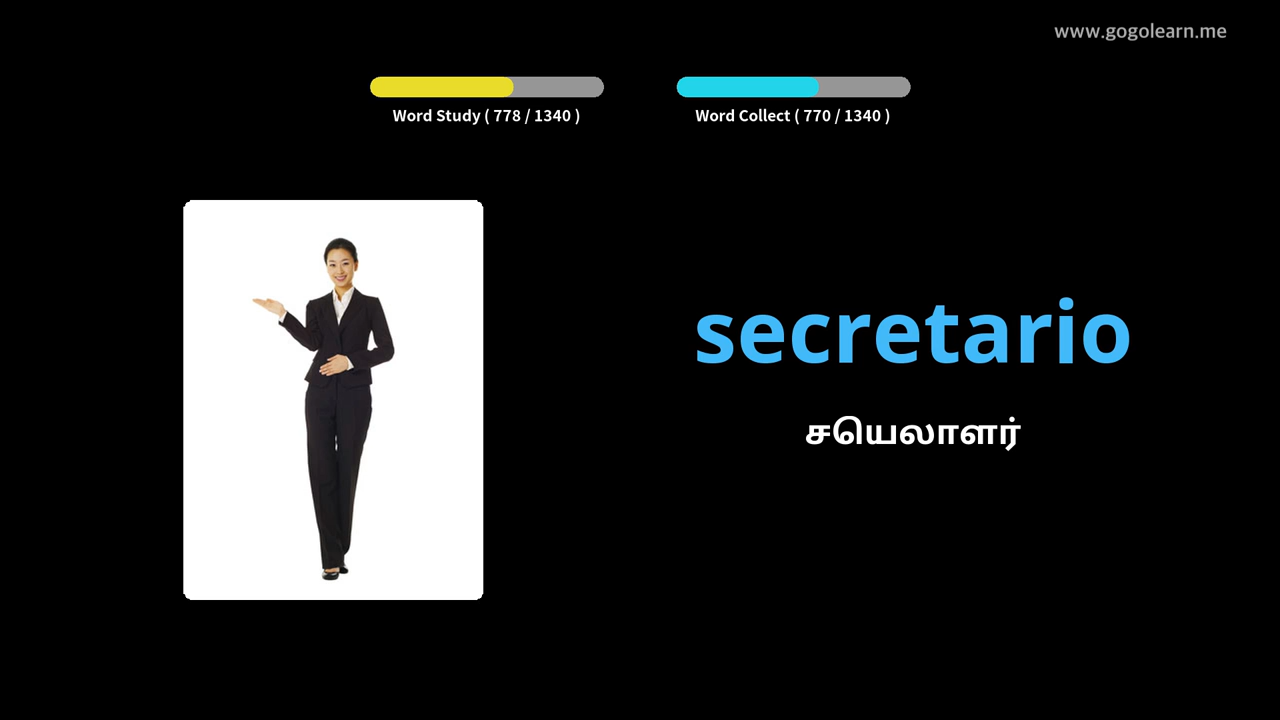 www.gogolearn.me
Word Study ( 778 / 1340 )
Word Collect ( 770 / 1340 )
secretario
சயெலாளர்